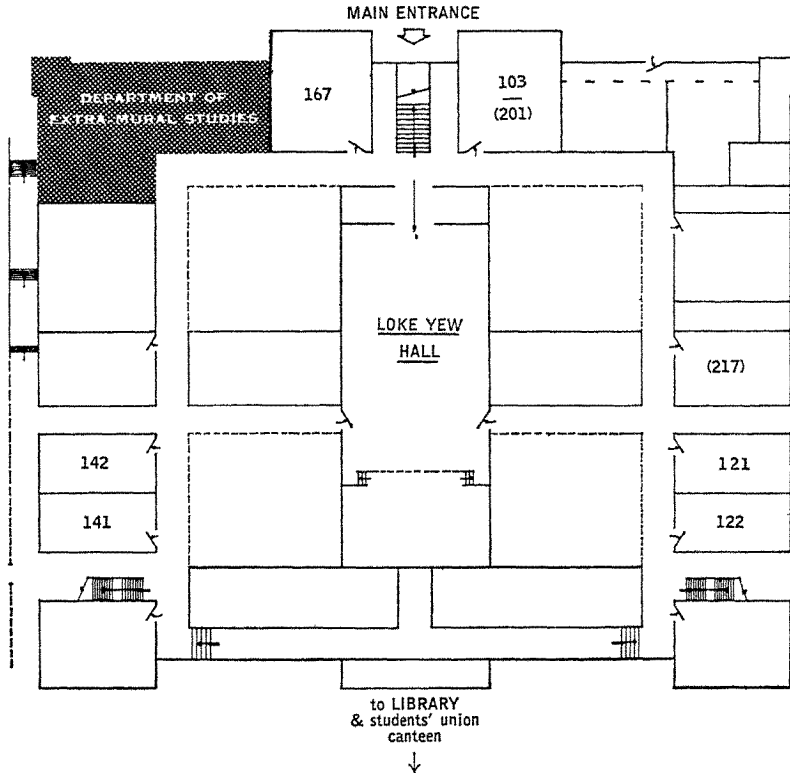 MAIN ENTRANCE
DEPARTMENT OF
EXTRA-MURAL STUDIES
167
103
(201)
LOKE YEW
HALL
(217)
142
121
141
122
to LIBRARY
& students' union
canteen